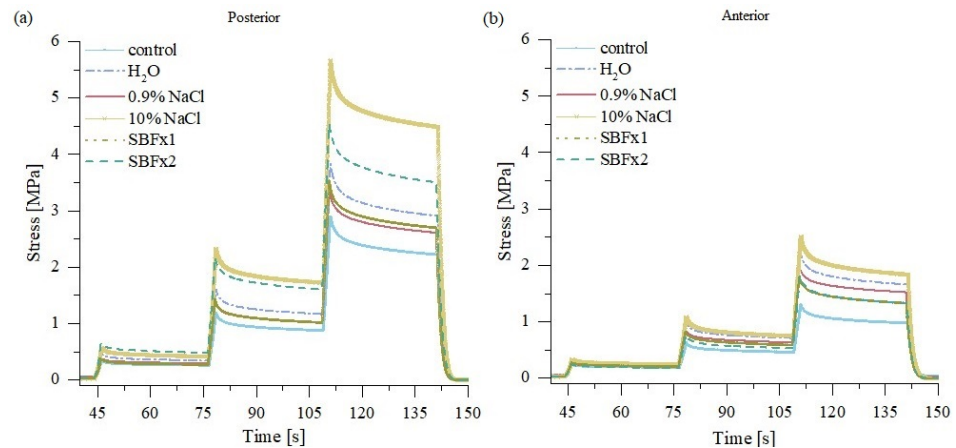 (a)
Posterior
6
5
4
3
2
1
0
Stress [MPa]
control
H₂O
0.9% NaCl
10% NaCl
SBFx1
SBFx2
45 60 75 90 105 120 135 150
Time [s]
(b)
Anterior
6
5
4
3
2
1
0
Stress [MPa]
control
H₂O
0.9% NaCl
10% NaCl
SBFx1
SBFx2
45 60 75 90 105 120 135 150
Time [s]